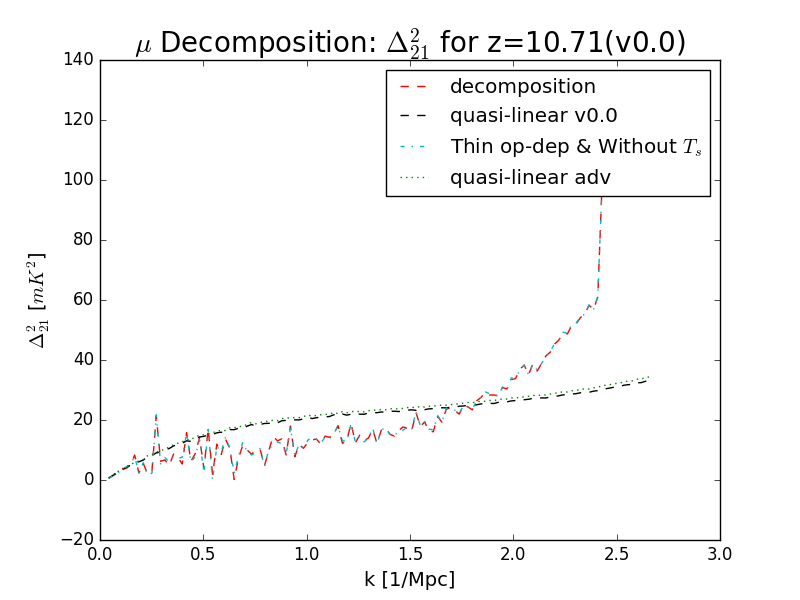 μ Decomposition: Δ²₂₁ for z=10.71(v0.0)
140
120
100
80
60
40
20
0
−20
Δ²₂₁ [mK²]
decomposition
quasi-linear v0.0
Thin op-dep & Without Tₛ
quasi-linear adv
0.0 0.5 1.0 1.5 2.0 2.5 3.0
k [1/Mpc]